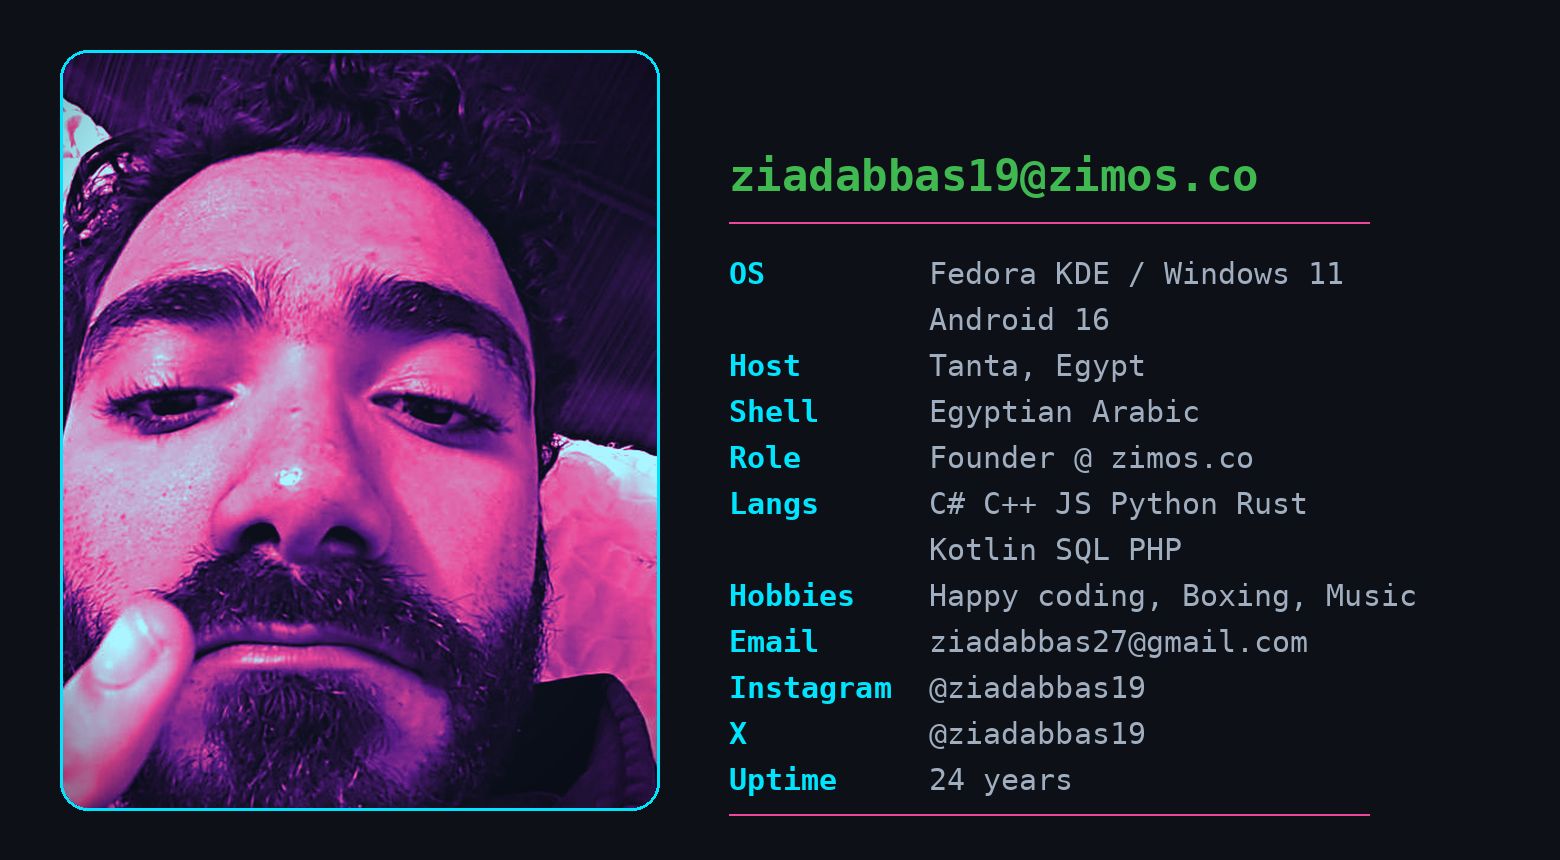 ziadabbas19@zimos.co
OS Fedora KDE / Windows 11
Android 16
Host Tanta, Egypt
Shell Egyptian Arabic
Role Founder @ zimos.co
Langs C# C++ JS Python Rust
Kotlin SQL PHP
Hobbies Happy coding, Boxing, Music
Email ziadabbas27@gmail.com
Instagram @ziadabbas19
X @ziadabbas19
Uptime 24 years